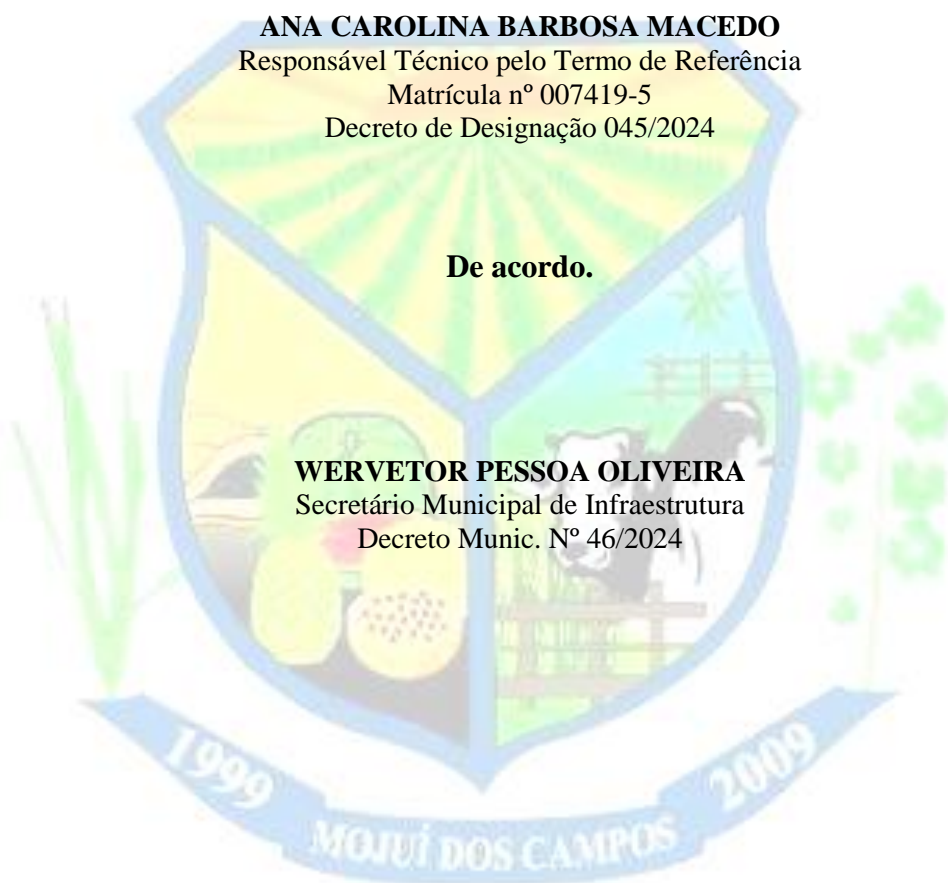 ANA CAROLINA BARBOSA MACEDO
Responsável Técnico pelo Termo de Referência
Matrícula nº 007419-5
Decreto de Designação 045/2024
De acordo.
WERVETOR PESSOA OLIVEIRA
Secretário Municipal de Infraestrutura
Decreto Munic. Nº 46/2024
1999
2009
MOJUÍ DOS CAMPOS